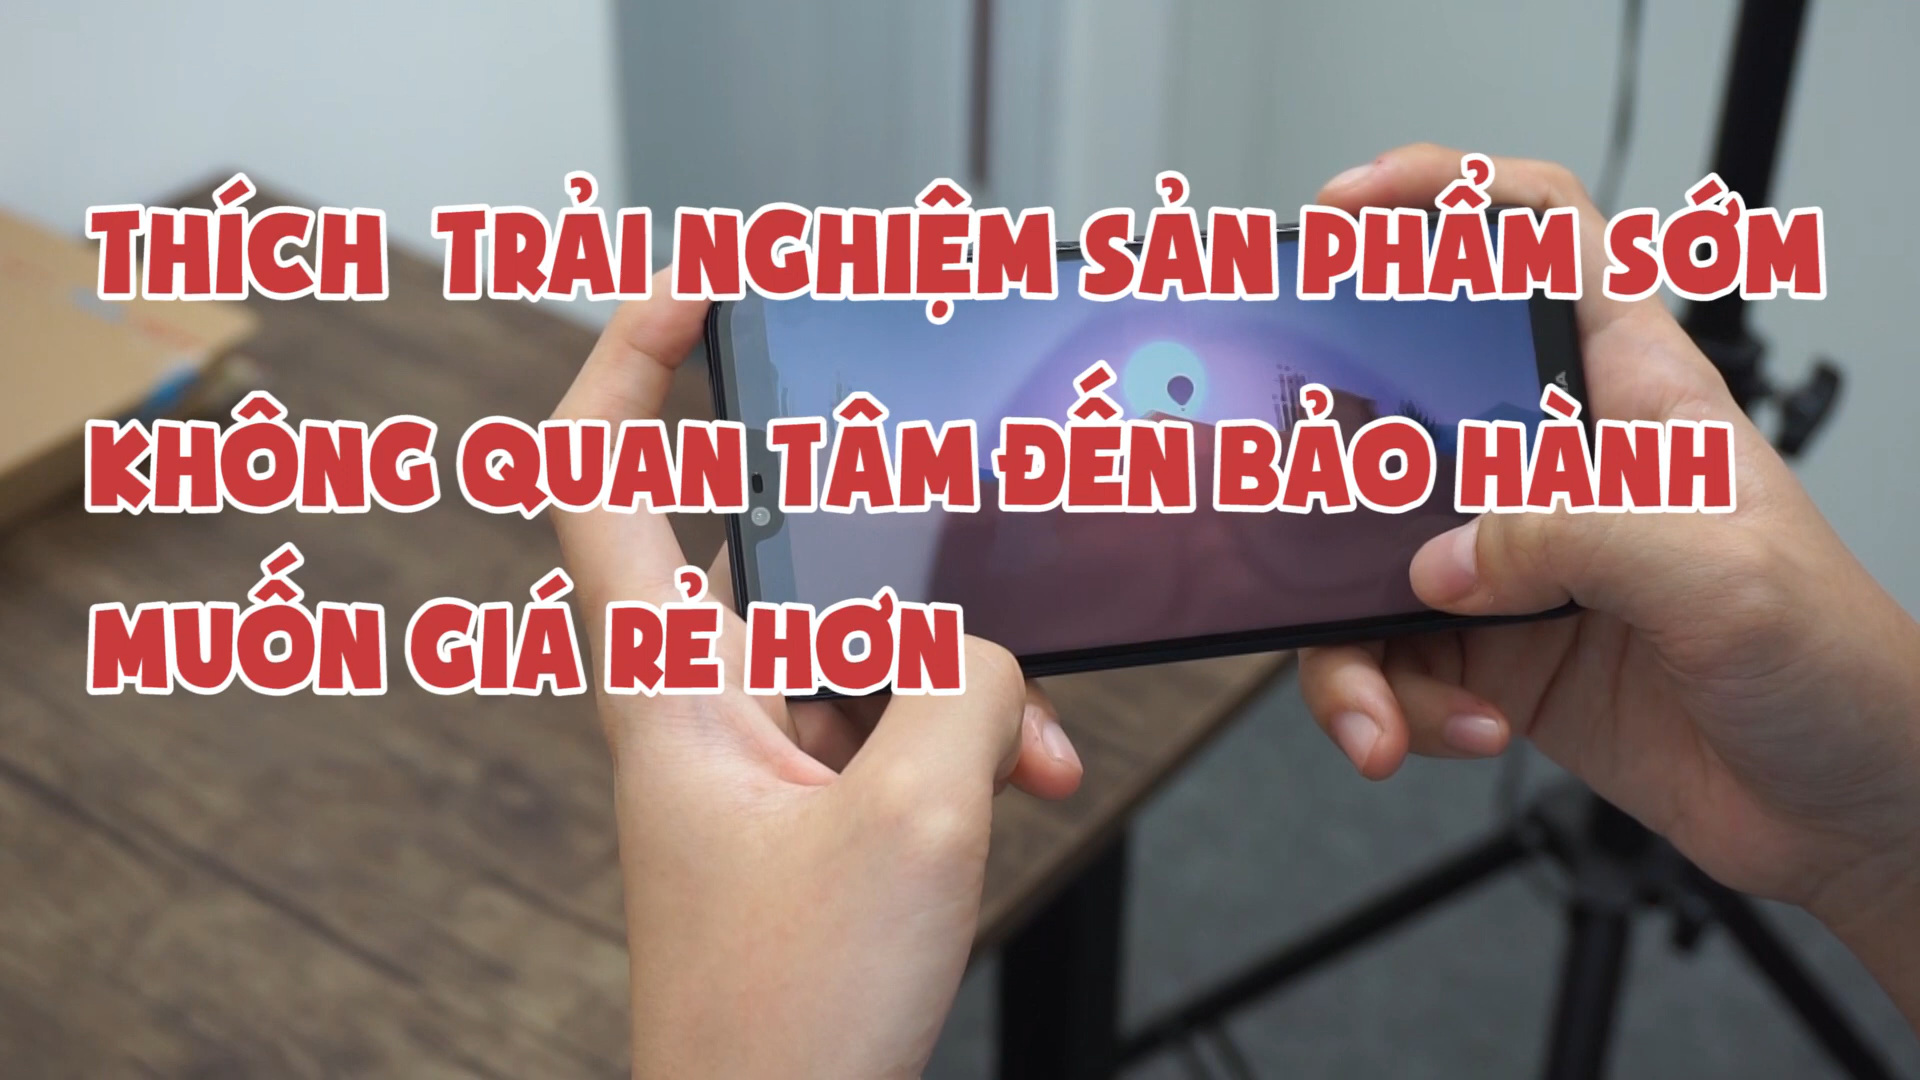 THÍCH TRẢI NGHIỆM SẢN PHẨM SỚM
KHÔNG QUAN TÂM ĐẾN BẢO HÀNH
MUỐN GIÁ RẺ HƠN